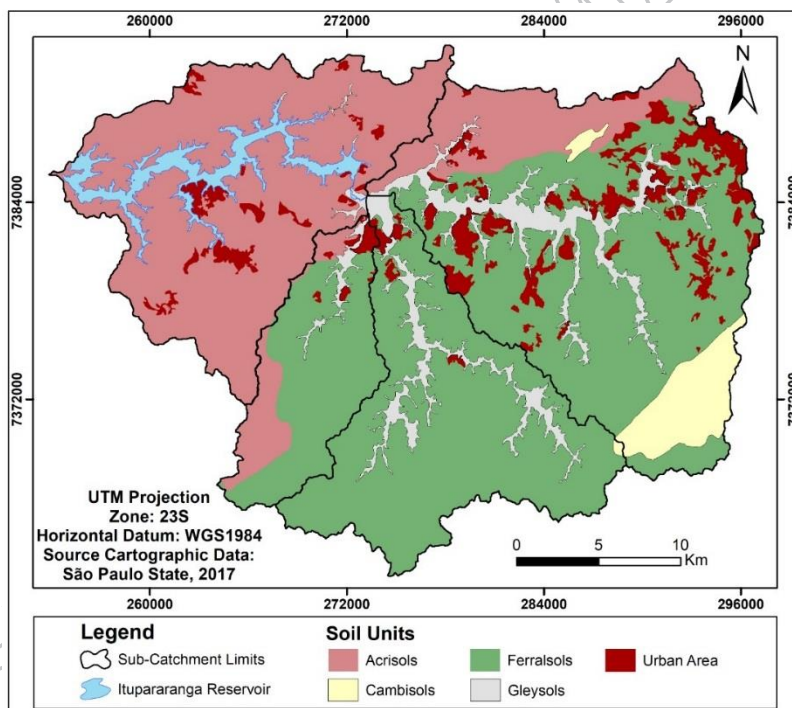 260000 272000 284000 296000
N
7384000 7384000
7372000 7372000
UTM Projection
Zone: 23S
Horizontal Datum: WGS1984
Source Cartographic Data:
São Paulo State, 2017
0 5 10
Km
260000 272000 284000 296000
Legend
Sub-Catchment Limits
Itupararanga Reservoir
Soil Units
Acrisols
Ferralsols
Urban Area
Cambisols
Gleysols